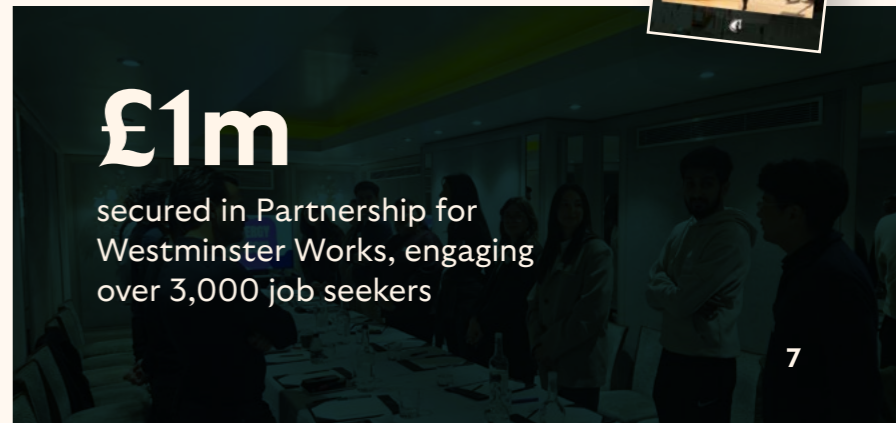 £1m
secured in Partnership for
Westminster Works, engaging
over 3,000 job seekers
7